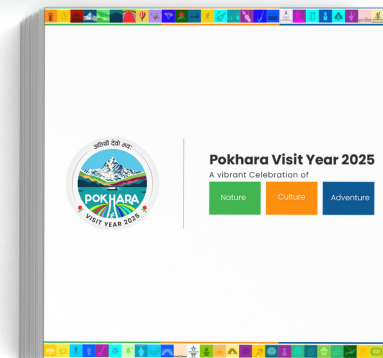 अतिथी देवो भवः
POKHARA
VISIT YEAR 2025
Pokhara Visit Year 2025
A vibrant Celebration of
Nature
Culture
Adventure